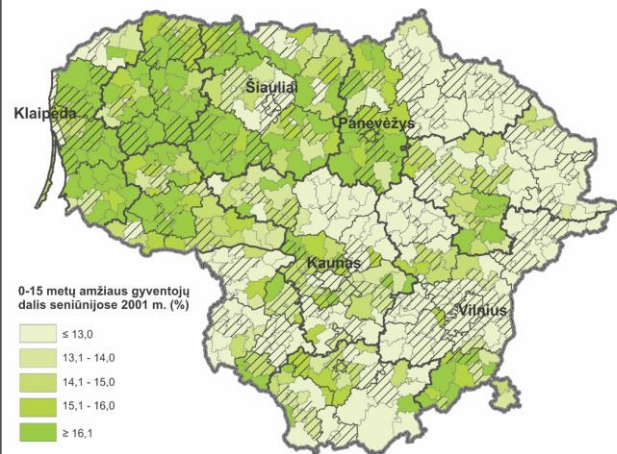 Šiauliai
Klaipėda
Panevėžys
Kaunas
Vilnius
0-15 metų amžiaus gyventojų
dalis seniūnijose 2001 m. (%)
≤ 13,0
13,1 - 14,0
14,1 - 15,0
15,1 - 16,0
≥ 16,1